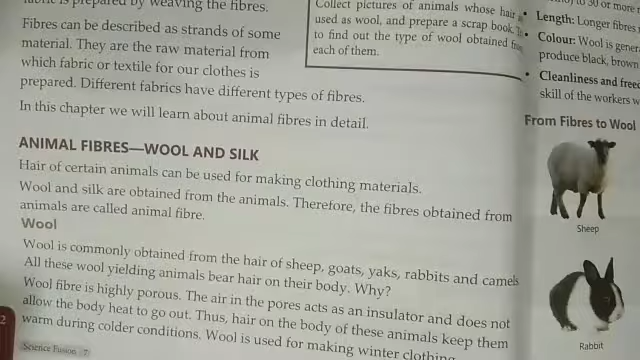 fabric is prepared by weaving the fibres.
Fibres can be described as strands of some
material. They are the raw material from
which fabric or textile for our clothes is
prepared. Different fabrics have different types of fibres.
In this chapter we will learn about animal fibres in detail.
ANIMAL FIBRES—WOOL AND SILK
Hair of certain animals can be used for making clothing materials.
Wool and silk are obtained from the animals. Therefore, the fibres obtained from
animals are called animal fibre.
Wool
Wool is commonly obtained from the hair of sheep, goats, yaks, rabbits and camels
All these wool yielding animals bear hair on their body. Why?
Wool fibre is highly porous. The air in the pores acts as an insulator and does not
allow the body heat to go out. Thus, hair on the body of these animals keep them
warm during colder conditions. Wool is used for making winter clothing
2
Science Fusion - 7
Collect pictures of animals whose hair
used as wool, and prepare a scrap book.
to find out the type of wool obtained
each of them.
to 30 or more
• Length: Longer fibres
• Colour: Wool is
produce black, brown
• Cleanliness and
skill of the workers
From Fibres to Wool
Sheep
Rabbit